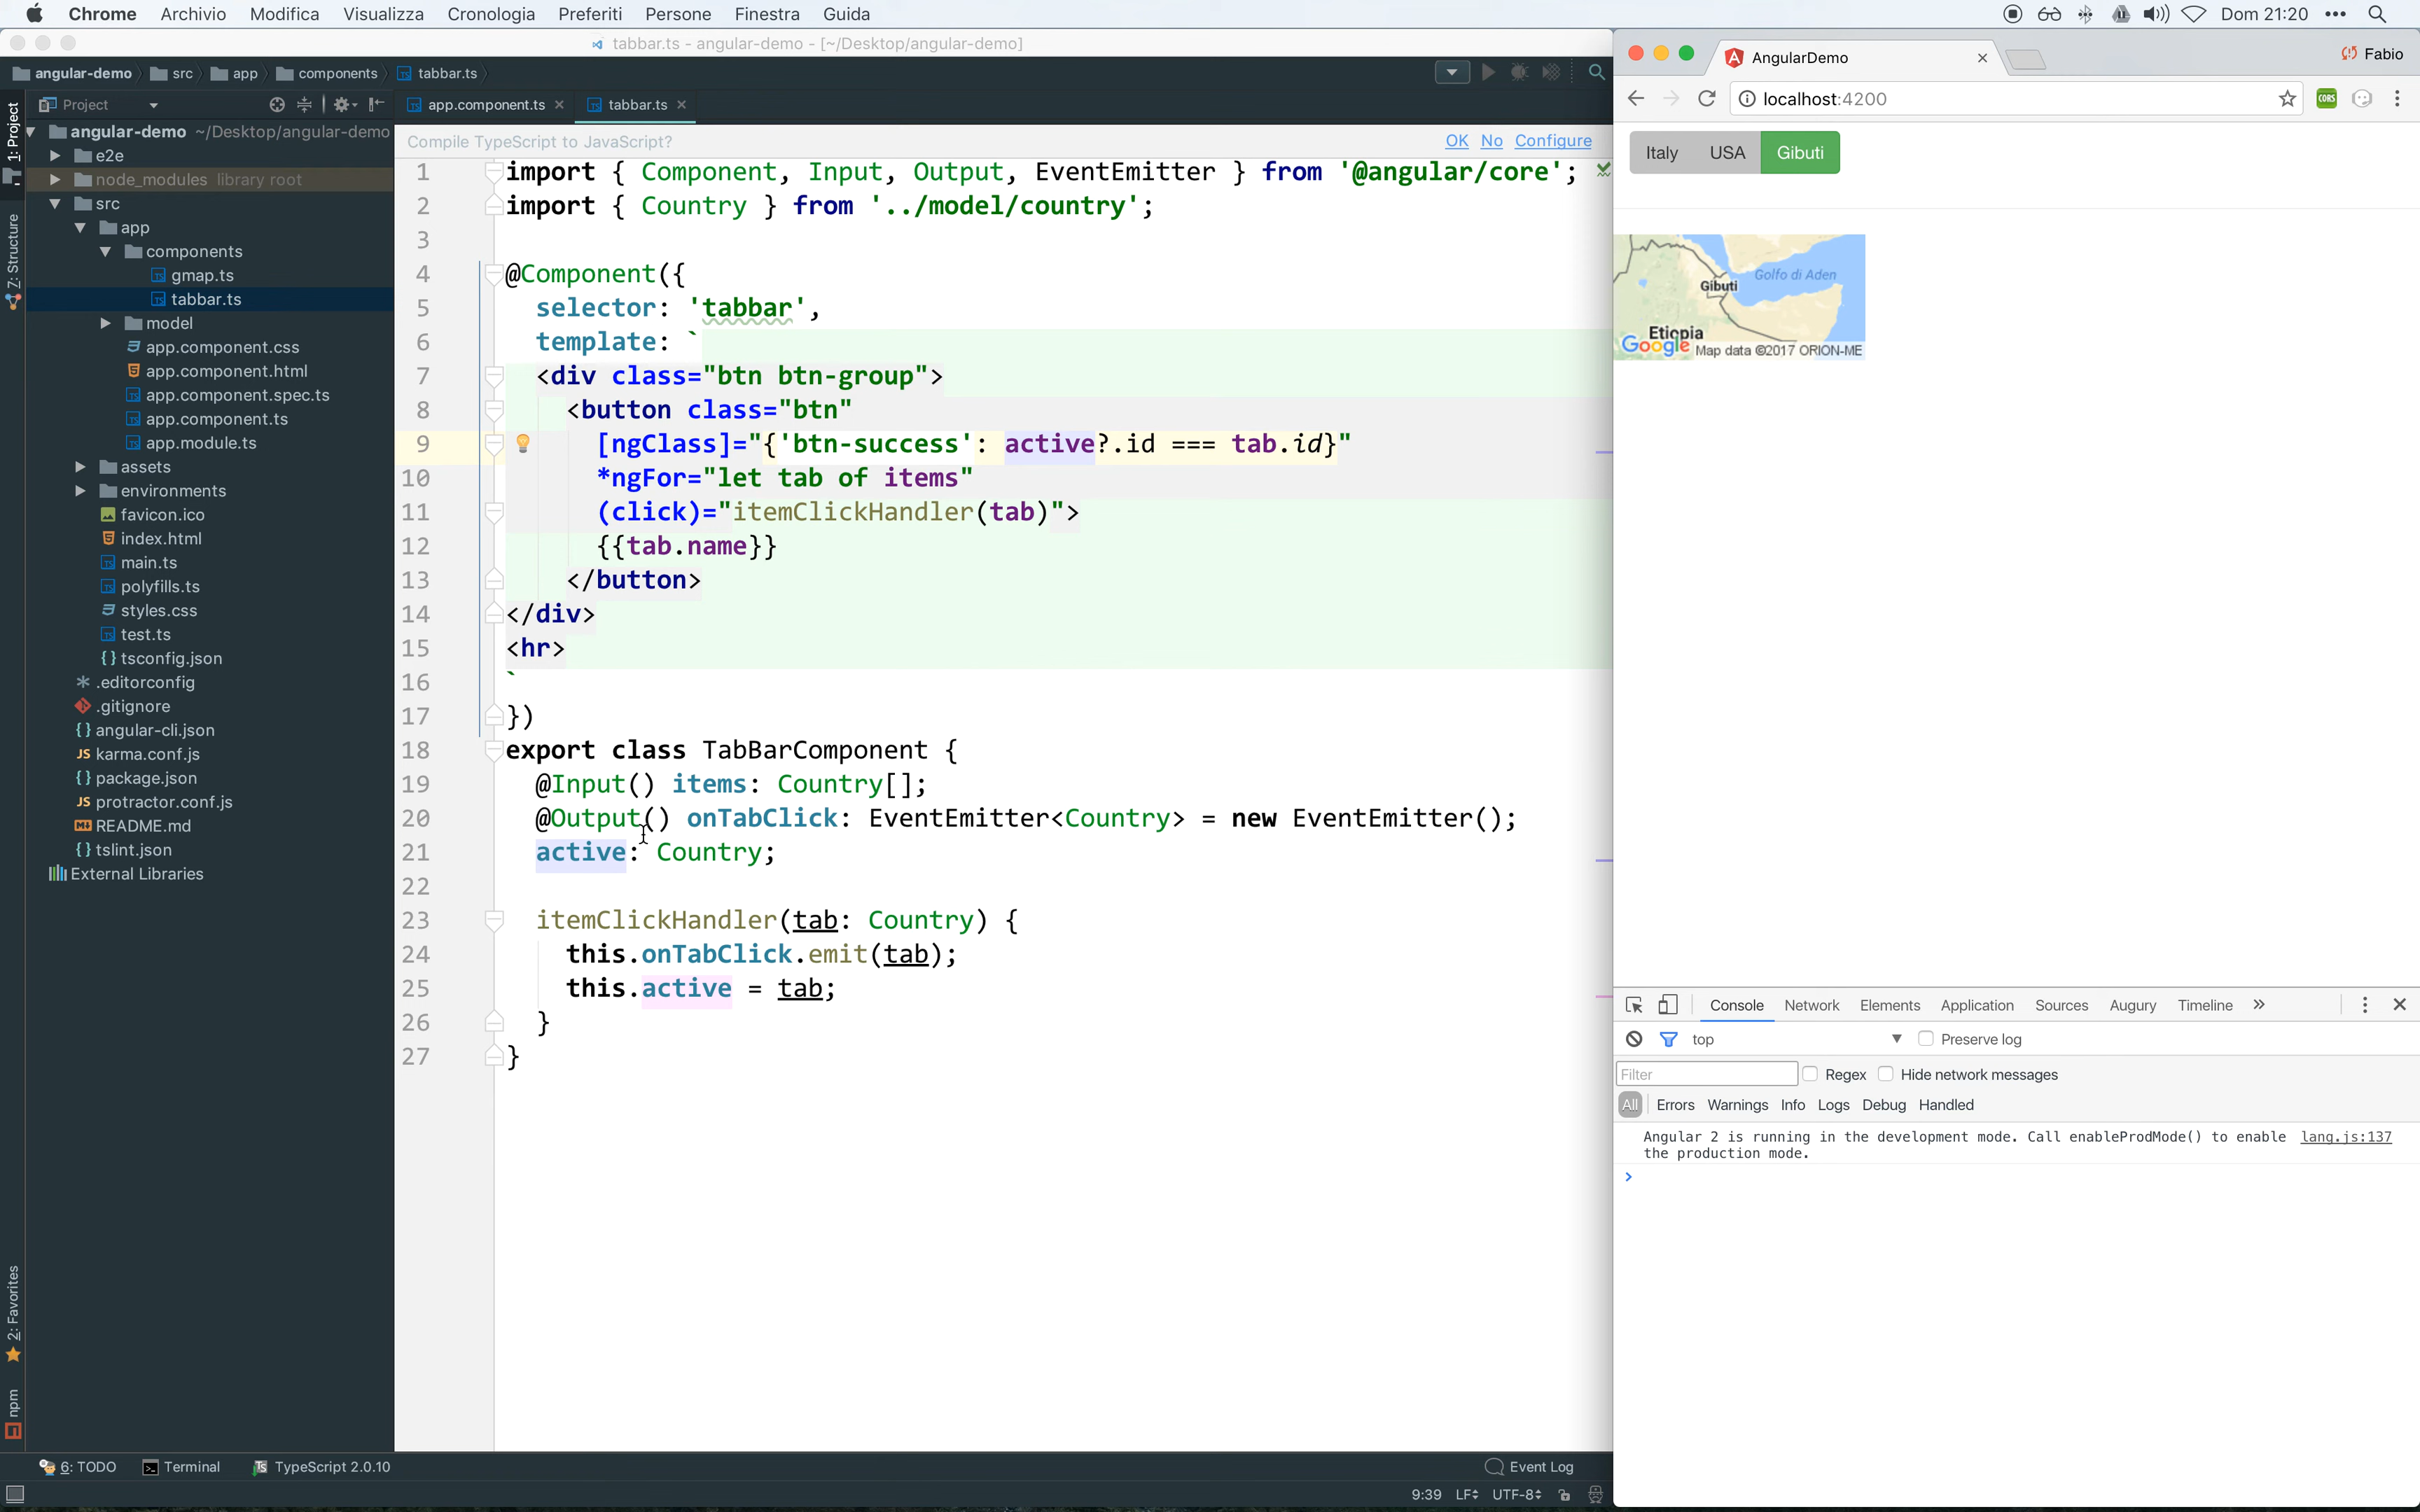 Chrome Archivio Modifica Visualizza Cronologia Preferiti Persone Finestra Guida
Dom 21:20
tabbar.ts - angular-demo - [~/Desktop/angular-demo]
angular-demo src app components tabbar.ts
Project
app.component.ts
tabbar.ts
1: Project
7: Structure
2: Favorites
npm
angular-demo ~/Desktop/angular-demo
e2e
node_modules library root
src
app
components
gmap.ts
tabbar.ts
model
app.component.css
app.component.html
app.component.spec.ts
app.component.ts
app.module.ts
assets
environments
favicon.ico
index.html
main.ts
polyfills.ts
styles.css
test.ts
tsconfig.json
.editorconfig
.gitignore
angular-cli.json
karma.conf.js
package.json
protractor.conf.js
README.md
tslint.json
External Libraries
Compile TypeScript to JavaScript?
OK No Configure
1 import { Component, Input, Output, EventEmitter } from '@angular/core';
2 import { Country } from '../model/country';
3
4 @Component({
5 selector: 'tabbar',
6 template: `
7 <div class="btn btn-group">
8 <button class="btn"
9 [ngClass]="{'btn-success': active?.id === tab.id}"
10 *ngFor="let tab of items"
11 (click)="itemClickHandler(tab)">
12 {{tab.name}}
13 </button>
14 </div>
15 <hr>
16 `
17 })
18 export class TabBarComponent {
19 @Input() items: Country[];
20 @Output() onTabClick: EventEmitter<Country> = new EventEmitter();
21 active: Country;
22
23 itemClickHandler(tab: Country) {
24 this.onTabClick.emit(tab);
25 this.active = tab;
26 }
27 }
6: TODO Terminal TypeScript 2.0.10
Event Log
9:39 LF UTF-8
AngularDemo
Fabio
localhost:4200
CORS
Italy USA Gibuti
Golfo di Aden
Gibuti
Etiopia
Google
Map data ©2017 ORION-ME
Console Network Elements Application Sources Augury Timeline
top
Preserve log
Filter
Regex
Hide network messages
All Errors Warnings Info Logs Debug Handled
Angular 2 is running in the development mode. Call enableProdMode() to enable lang.js:137
the production mode.